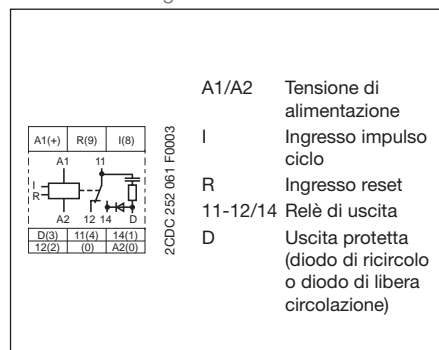 A1(+) R(9) I(8)
A1 11
I
R
A2 12 14 D
D(3) 11(4) 14(1)
12(2) (0) A2(0)
2CDC 252 061 F0003
A1/A2 Tensione di
alimentazione
I Ingresso impulso
ciclo
R Ingresso reset
11-12/14 Relè di uscita
D Uscita protetta
(diodo di ricircolo
o diodo di libera
circolazione)